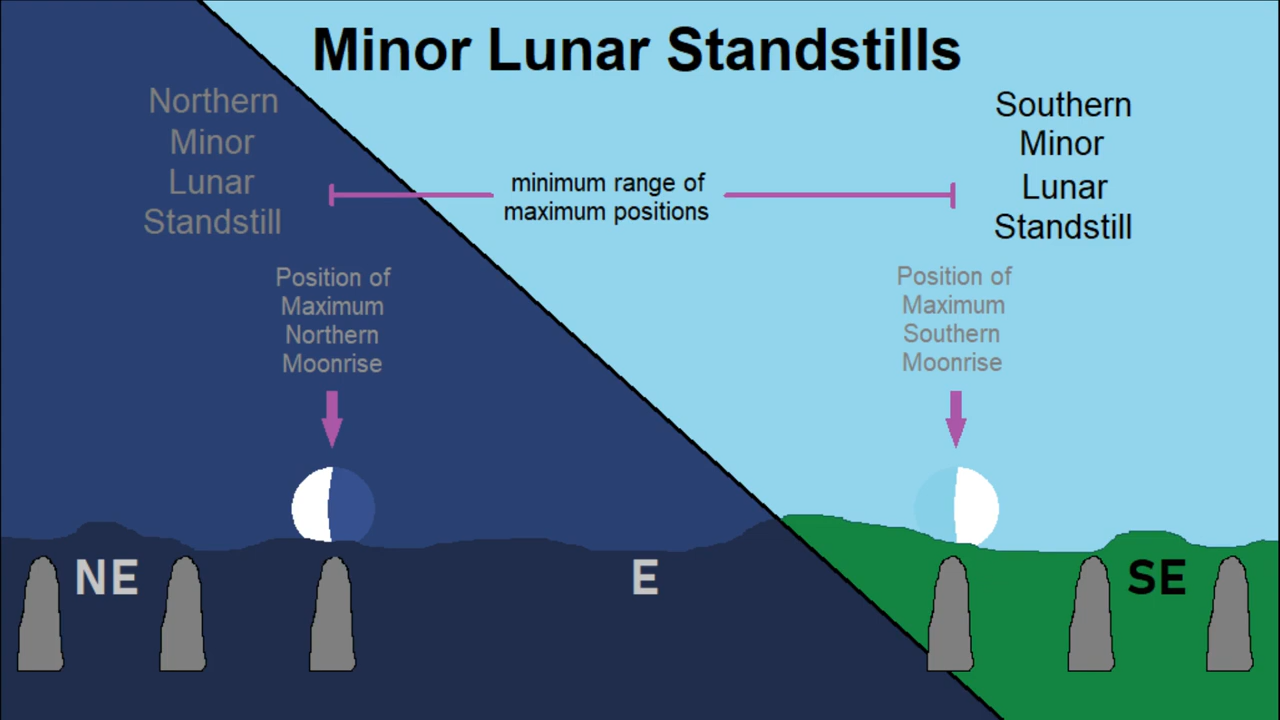 Minor Lunar Standstills
Northern
Minor
Lunar
Standstill
minimum range of
maximum positions
Southern
Minor
Lunar
Standstill
Position of
Maximum
Northern
Moonrise
Position of
Maximum
Southern
Moonrise
NE
E
SE